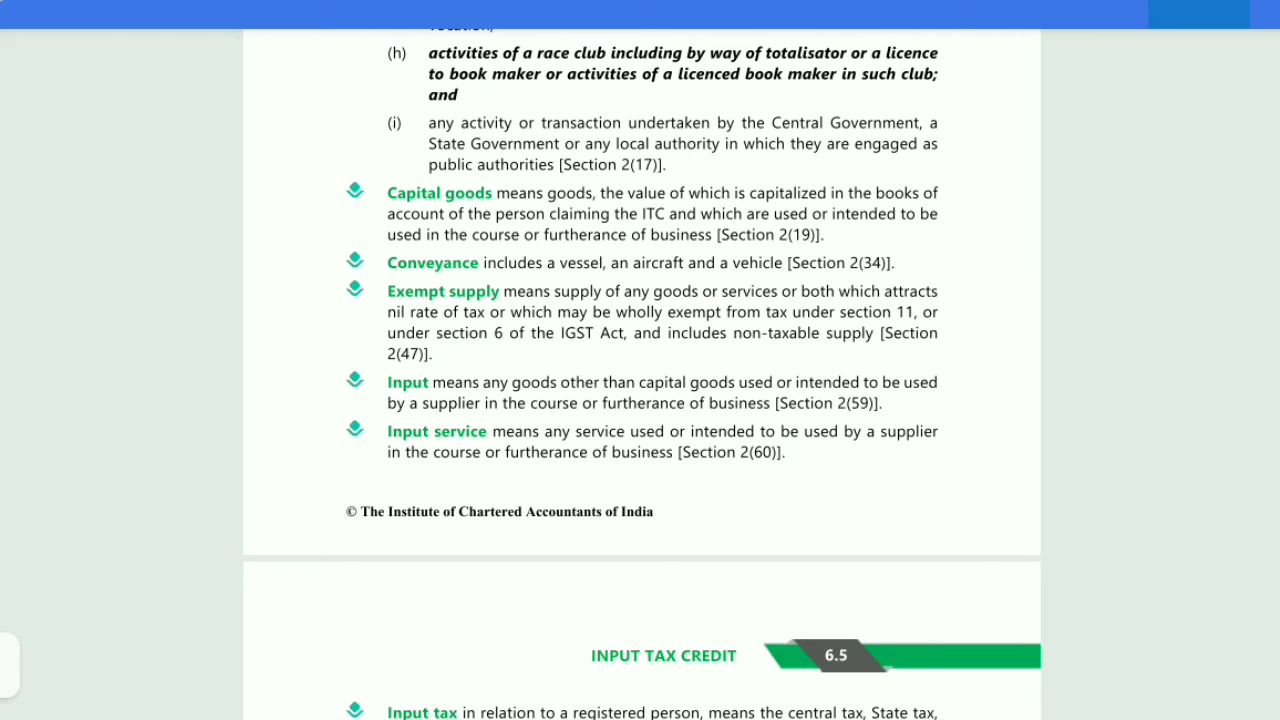 (h) activities of a race club including by way of totalisator or a licence
to book maker or activities of a licenced book maker in such club;
and
(i) any activity or transaction undertaken by the Central Government, a
State Government or any local authority in which they are engaged as
public authorities [Section 2(17)].
Capital goods means goods, the value of which is capitalized in the books of
account of the person claiming the ITC and which are used or intended to be
used in the course or furtherance of business [Section 2(19)].
Conveyance includes a vessel, an aircraft and a vehicle [Section 2(34)].
Exempt supply means supply of any goods or services or both which attracts
nil rate of tax or which may be wholly exempt from tax under section 11, or
under section 6 of the IGST Act, and includes non-taxable supply [Section
2(47)].
Input means any goods other than capital goods used or intended to be used
by a supplier in the course or furtherance of business [Section 2(59)].
Input service means any service used or intended to be used by a supplier
in the course or furtherance of business [Section 2(60)].
© The Institute of Chartered Accountants of India
INPUT TAX CREDIT 6.5
Input tax in relation to a registered person, means the central tax, State tax,